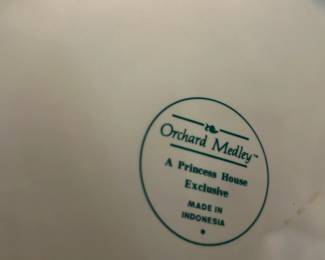 Orchard Medley™
A Princess House
Exclusive
MADE IN
INDONESIA